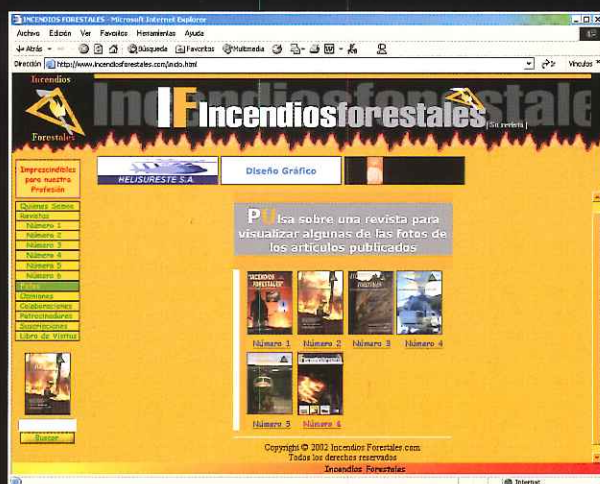 INCENDIOS FORESTALES - Microsoft Internet Explorer
Archivo Edición Ver Favoritos Herramientas Ayuda
Atrás Búsqueda Favoritos Multimedia
Dirección http://www.incendiosforestales.com/indo.html Ir Vínculos
Incendios
Forestales
IFIncendiosforestales
| Su revista |
Imprescindibles
para nuestra
Profesión
HELISURESTE S.A.
Diseño Gráfico
Quienes Somos
Revistas
Número 1
Número 2
Número 3
Número 4
Número 5
Número 6
Fotos
Opiniones
Colaboraciones
Patrocinadores
Suscripciones
Libro de Visitas
Buscar
PUlsa sobre una revista para
visualizar algunas de las fotos de
los artículos publicados
INCENDIOS
FORESTALES
Número 1 Número 2 Número 3 Número 4
Número 5 Número 6
Copyright © 2002 Incendios Forestales.com
Todos los derechos reservados
Incendios Forestales
Internet